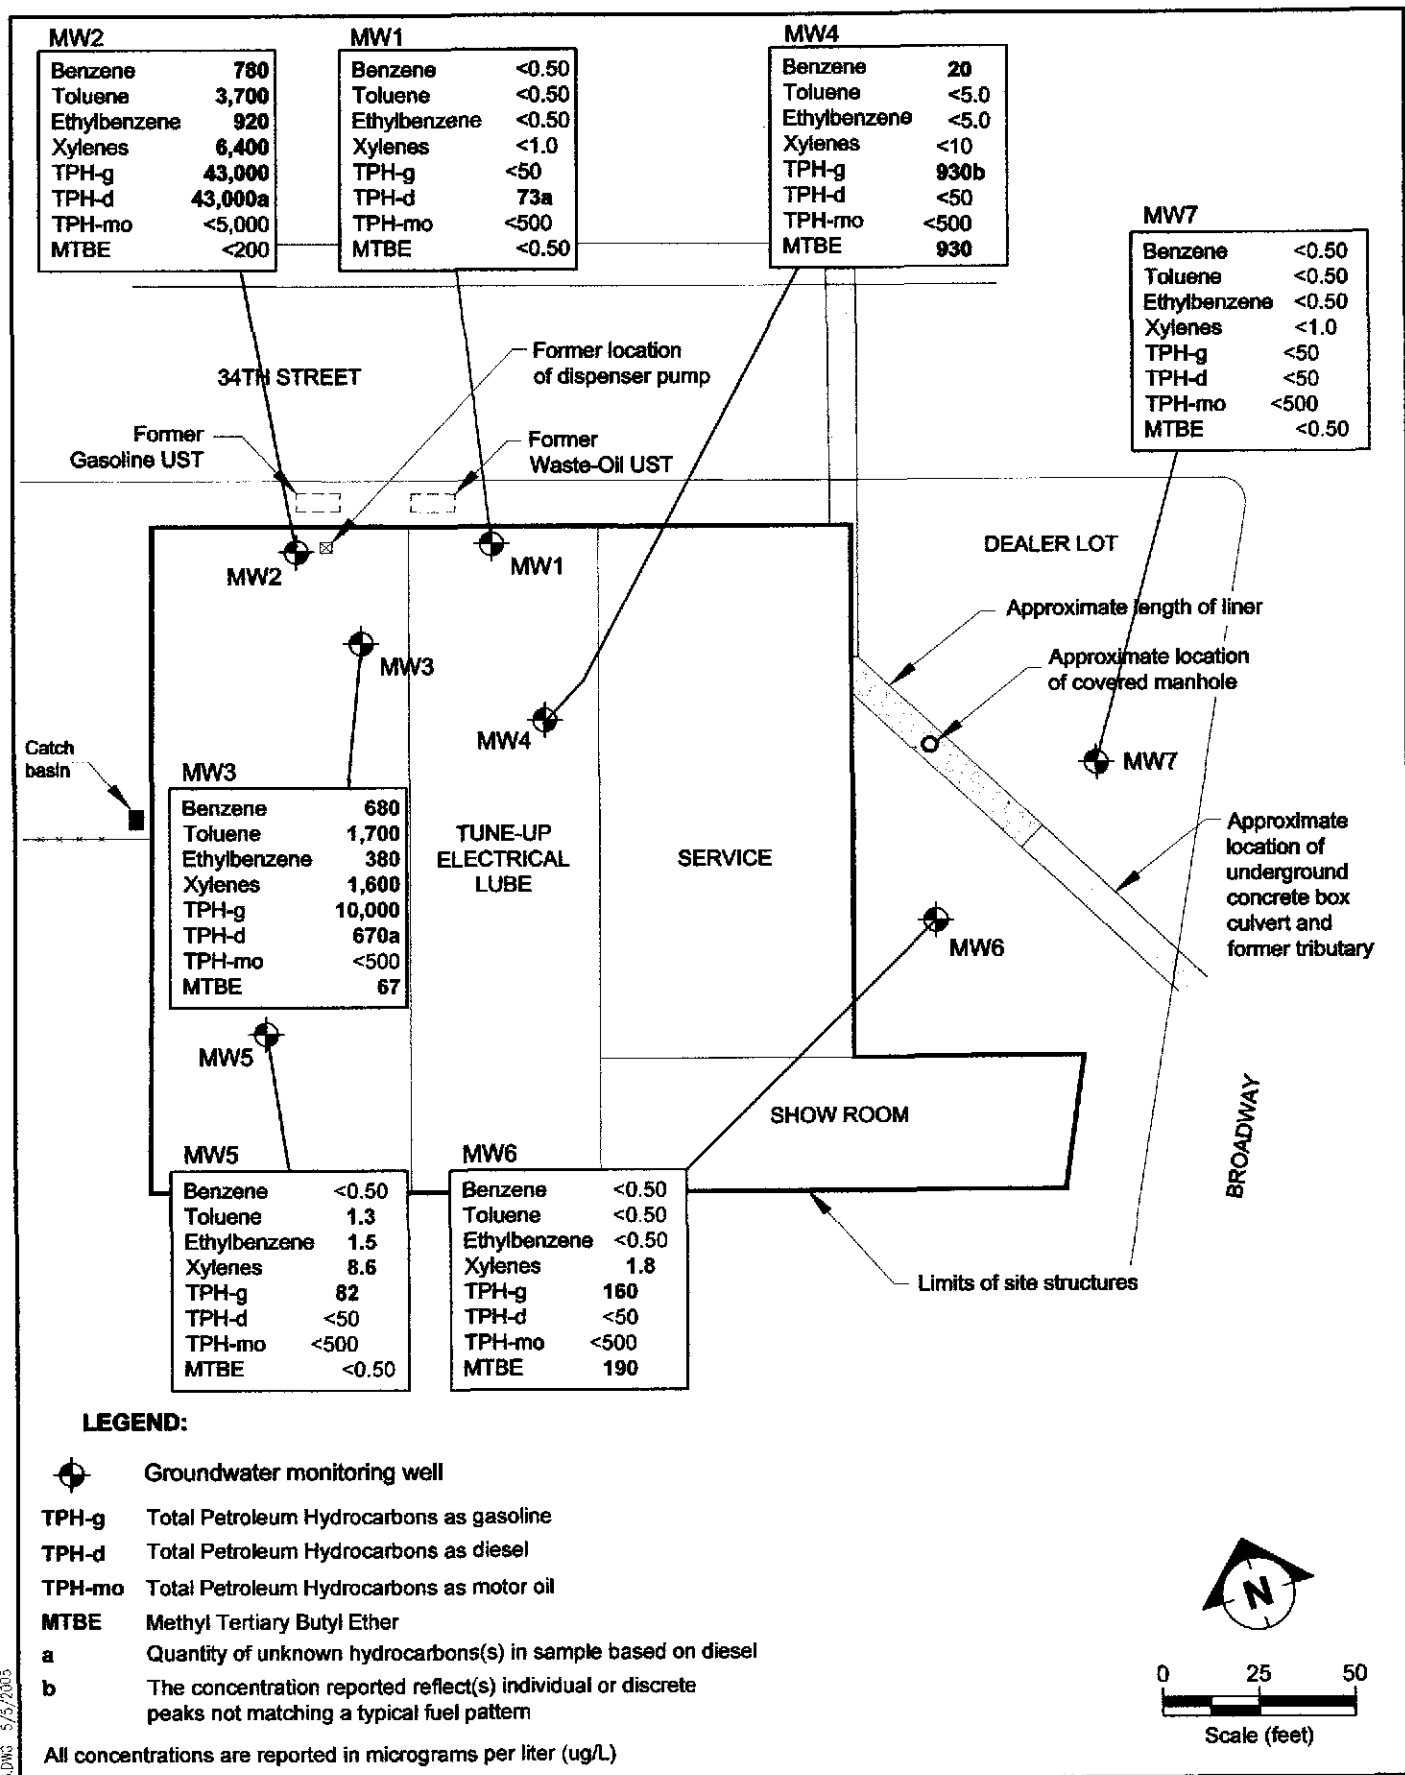 MW2
Benzene 780
Toluene 3,700
Ethylbenzene 920
Xylenes 6,400
TPH-g 43,000
TPH-d 43,000a
TPH-mo <5,000
MTBE <200
MW1
Benzene <0.50
Toluene <0.50
Ethylbenzene <0.50
Xylenes <1.0
TPH-g <50
TPH-d 73a
TPH-mo <500
MTBE <0.50
MW4
Benzene 20
Toluene <5.0
Ethylbenzene <5.0
Xylenes <10
TPH-g 930b
TPH-d <50
TPH-mo <500
MTBE 930
MW7
Benzene <0.50
Toluene <0.50
Ethylbenzene <0.50
Xylenes <1.0
TPH-g <50
TPH-d <50
TPH-mo <500
MTBE <0.50
34TH STREET
Former location
of dispenser pump
Former
Gasoline UST
Former
Waste-Oil UST
MW2
MW1
DEALER LOT
Approximate length of liner
Approximate location
of covered manhole
MW3
MW4
MW7
Catch
basin
MW3
Benzene 680
Toluene 1,700
Ethylbenzene 380
Xylenes 1,600
TPH-g 10,000
TPH-d 670a
TPH-mo <500
MTBE 67
TUNE-UP
ELECTRICAL
LUBE
SERVICE
Approximate
location of
underground
concrete box
culvert and
former tributary
MW6
MW5
SHOW ROOM
BROADWAY
MW5
Benzene <0.50
Toluene 1.3
Ethylbenzene 1.5
Xylenes 8.6
TPH-g 82
TPH-d <50
TPH-mo <500
MTBE <0.50
MW6
Benzene <0.50
Toluene <0.50
Ethylbenzene <0.50
Xylenes 1.8
TPH-g 160
TPH-d <50
TPH-mo <500
MTBE 190
Limits of site structures
LEGEND:
Groundwater monitoring well
TPH-g Total Petroleum Hydrocarbons as gasoline
TPH-d Total Petroleum Hydrocarbons as diesel
TPH-mo Total Petroleum Hydrocarbons as motor oil
MTBE Methyl Tertiary Butyl Ether
a Quantity of unknown hydrocarbons(s) in sample based on diesel
b The concentration reported reflect(s) individual or discrete
peaks not matching a typical fuel pattern
All concentrations are reported in micrograms per liter (ug/L)
N
0 25 50
Scale (feet)
.DWG 5/5/2005